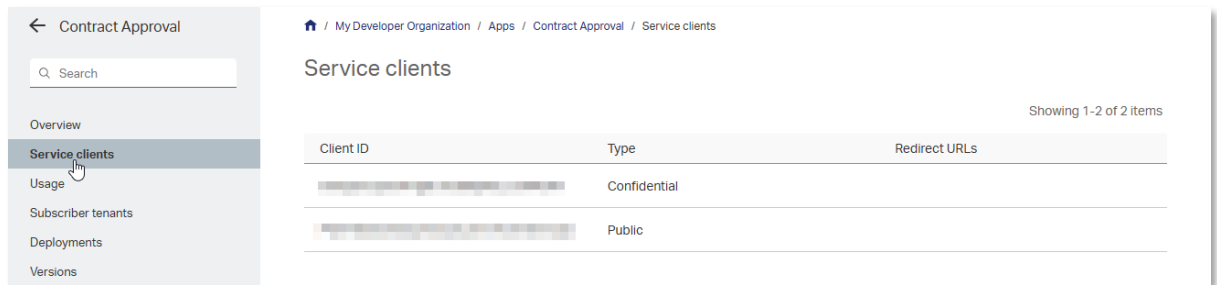 Contract Approval
Search
Overview
Service clients
Usage
Subscriber tenants
Deployments
Versions
/ My Developer Organization / Apps / Contract Approval / Service clients
Service clients
Showing 1-2 of 2 items
Client ID Type Redirect URLs
Confidential
Public